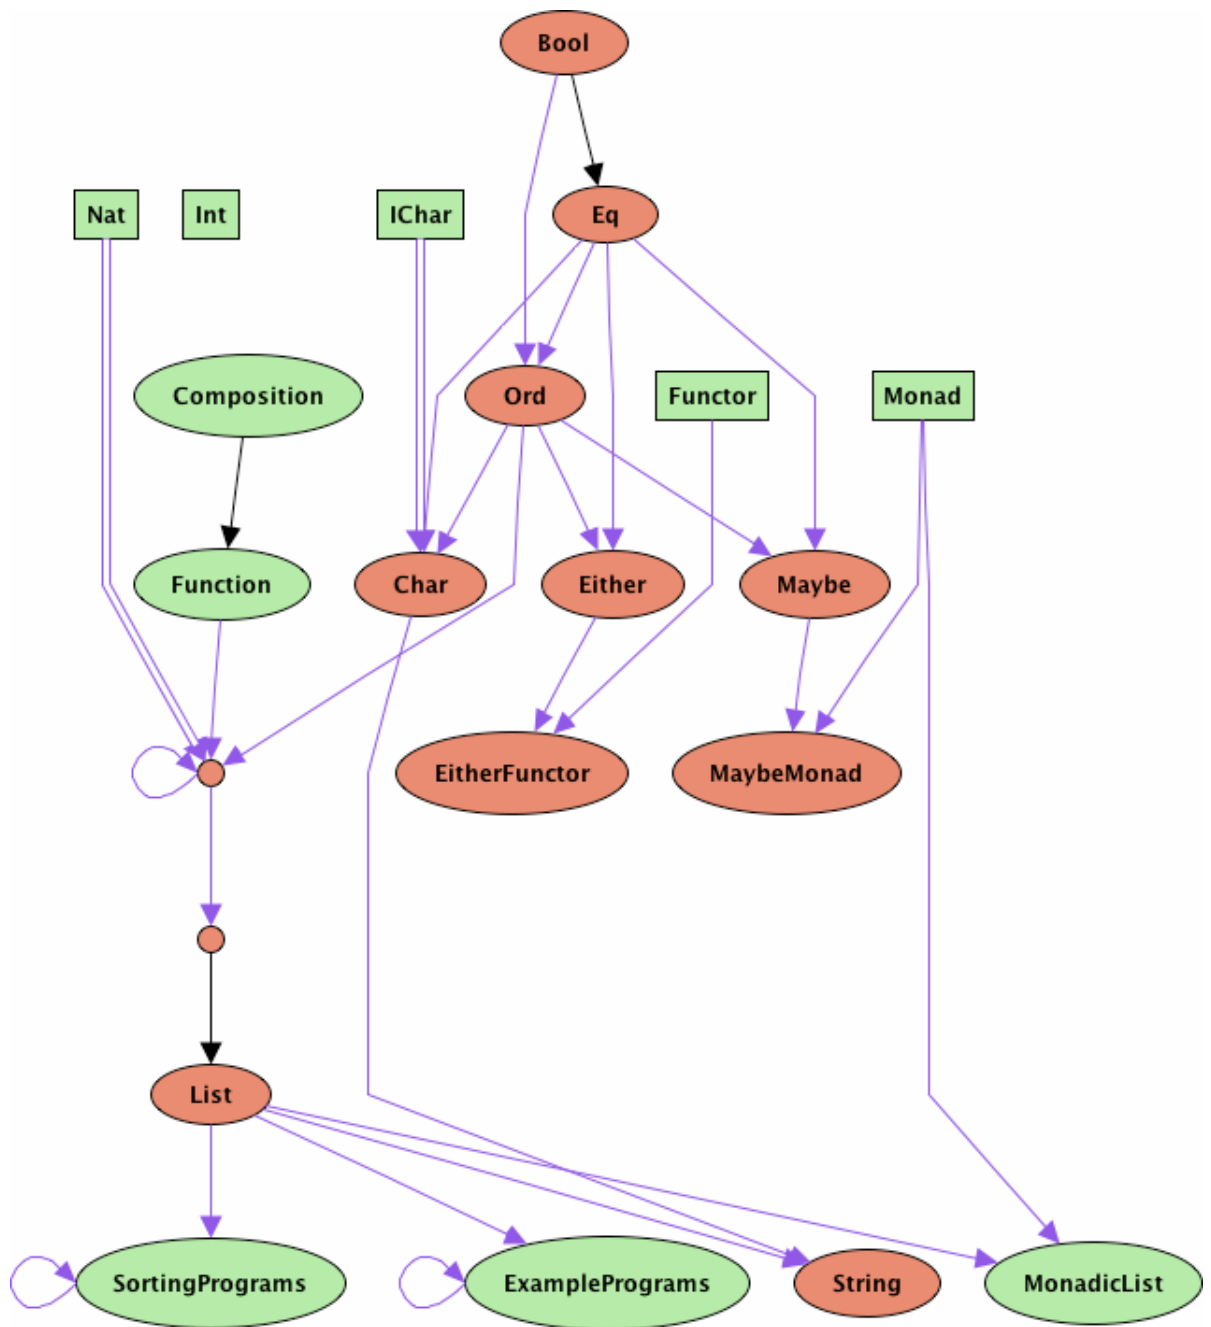 Bool
Nat
Int
IChar
Eq
Composition
Ord
Functor
Monad
Function
Char
Either
Maybe
EitherFunctor
MaybeMonad
List
SortingPrograms
ExamplePrograms
String
MonadicList